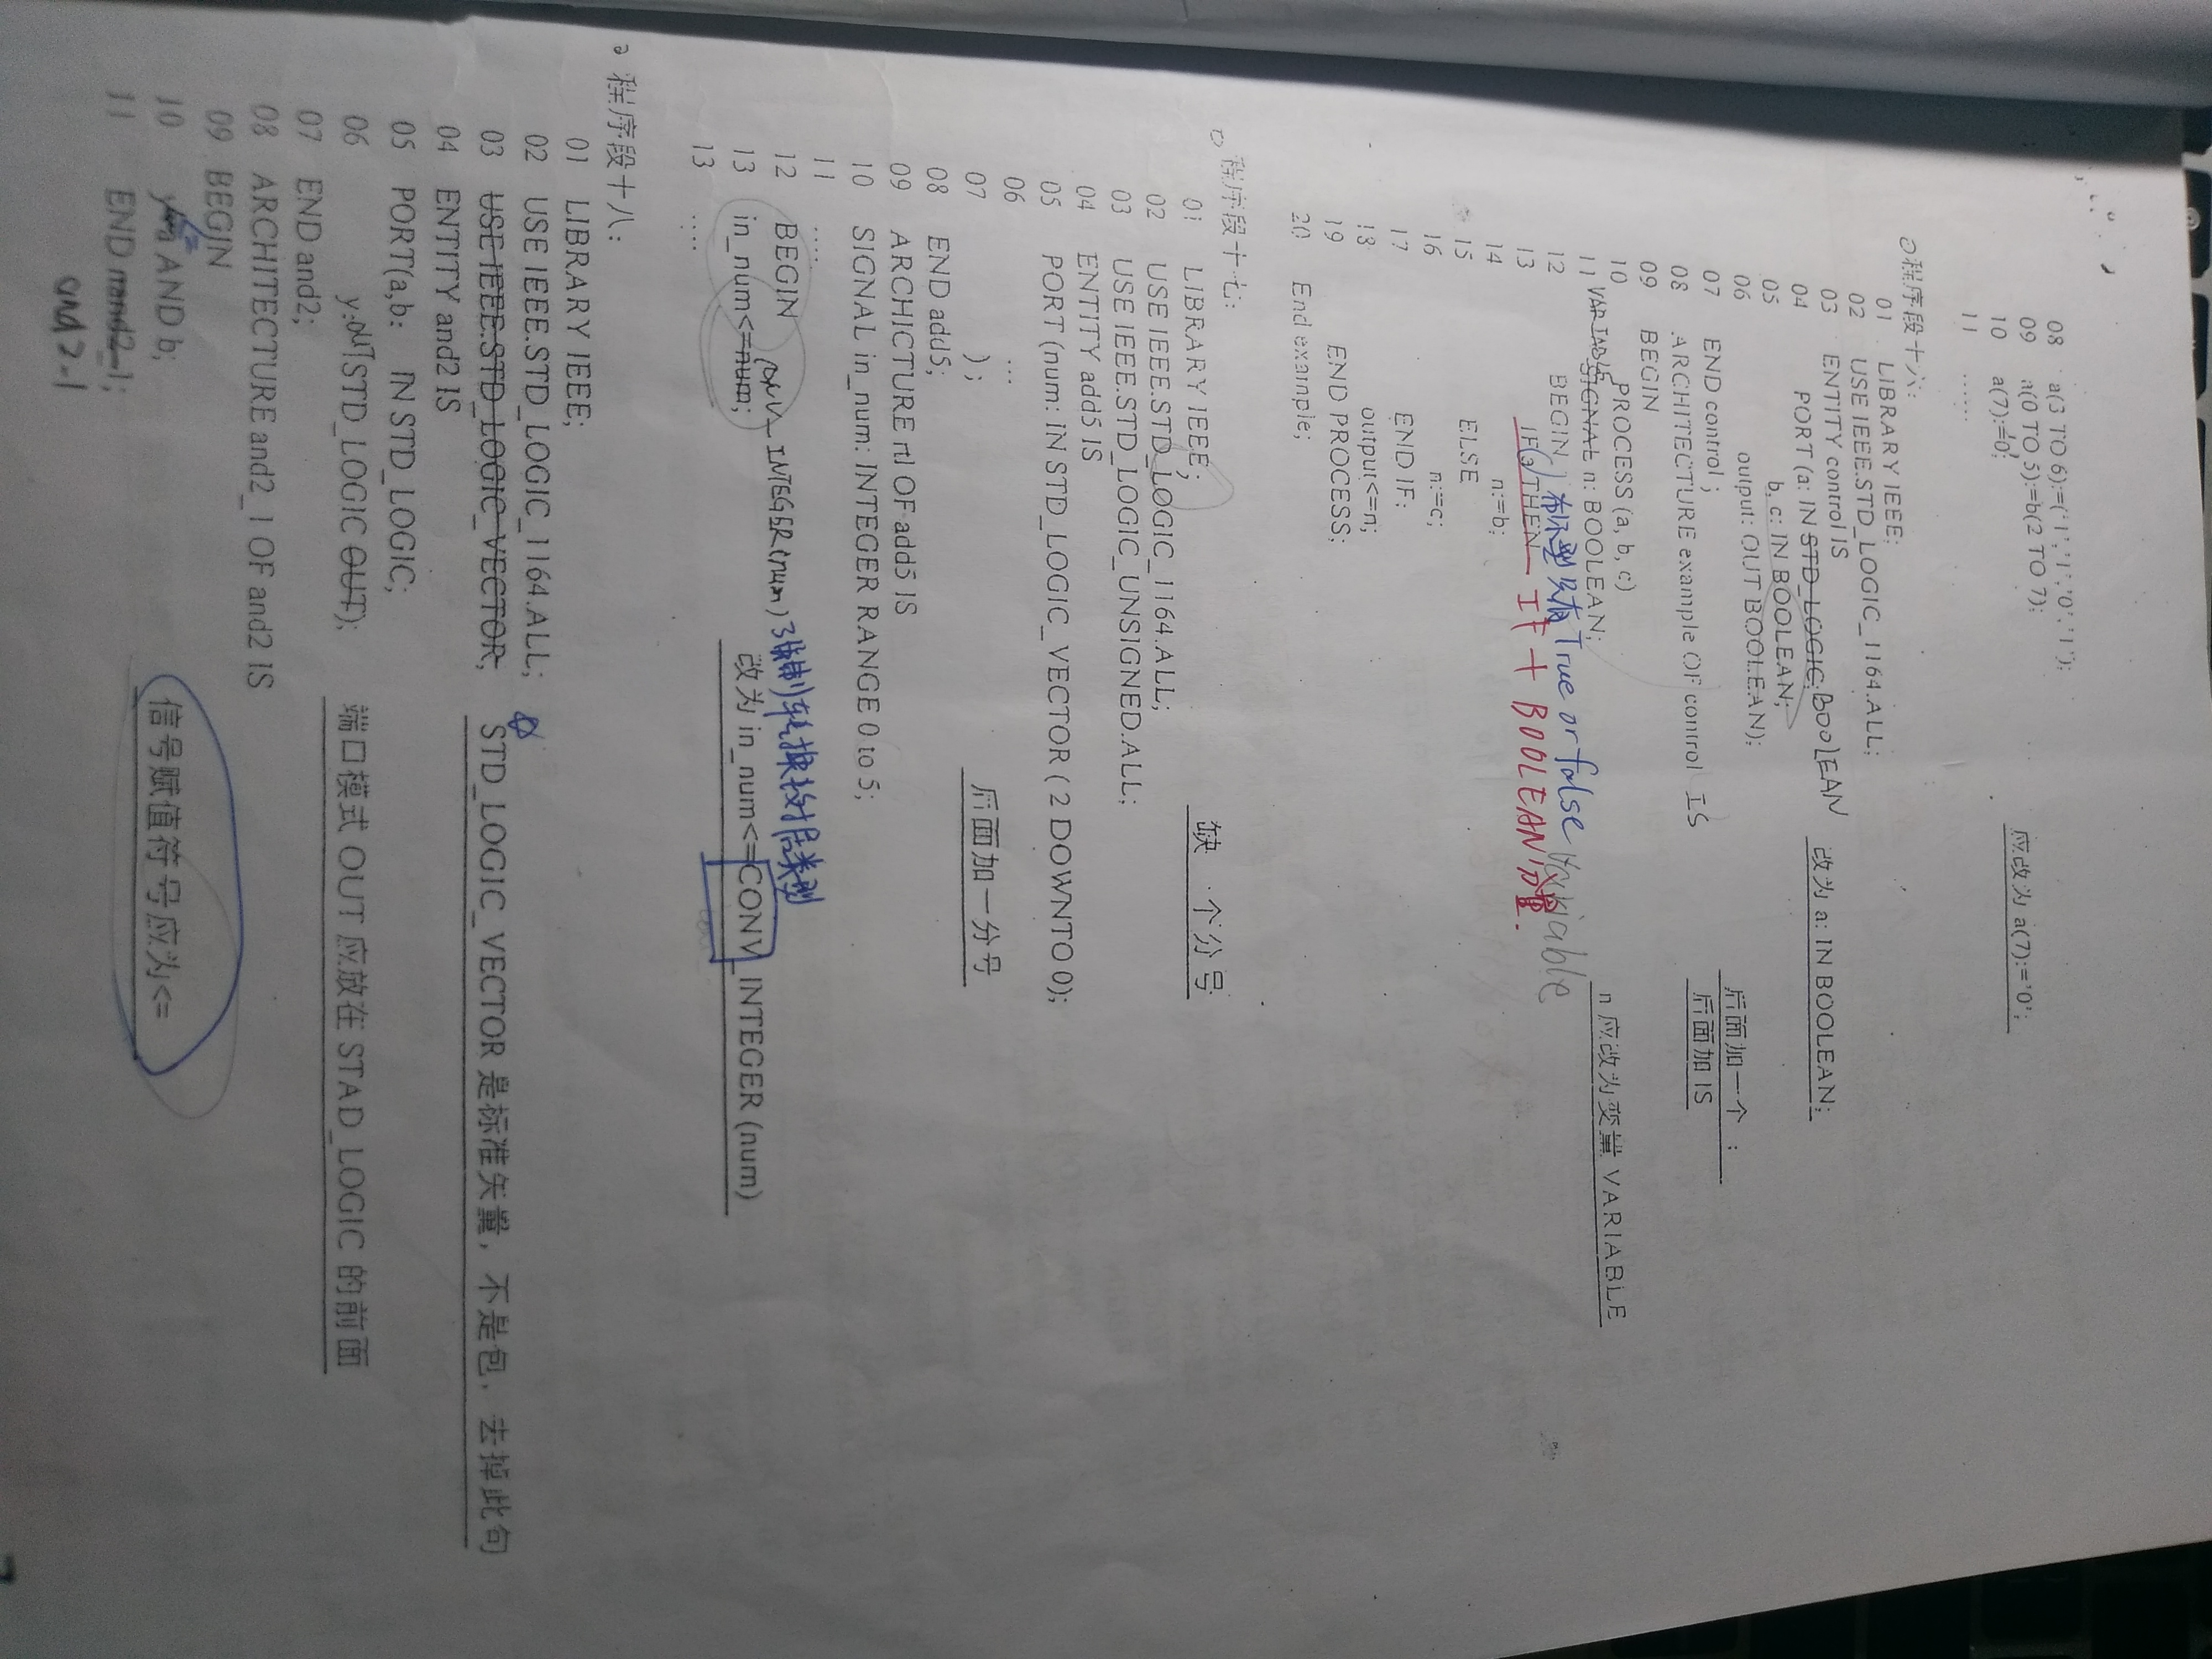 08 a(3 TO 6):=('1','1','0','1');
09 a(0 TO 5):=b(2 TO 7);
10 a(7):='0'; 应改为 a(7):='0';
11 ……
程序段十六:
01 LIBRARY IEEE;
02 USE IEEE.STD_LOGIC_1164.ALL;
03 ENTITY control IS
04 PORT (a: IN STD_LOGIC; BOOLEAN 改为 a: IN BOOLEAN;
05 b, c: IN BOOLEAN;
06 output: OUT BOOLEAN);
07 END control ; 后面加一个 ;
08 ARCHITECTURE example OF control IS 后面加 IS
09 BEGIN
10 PROCESS (a, b, c)
11 VARIABLE SIGNAL n: BOOLEAN; n 应改为变量 VARIABLE
12 BEGIN 布尔型 True or false Variable
13 IF(a)THEN IF + BOOLEAN
14 n:=b;
15 ELSE
16 n:=c;
17 END IF;
18 output<=n;
19 END PROCESS;
20 End example;
程序段十七:
01 LIBRARY IEEE; 缺 个分号
02 USE IEEE.STD_LOGIC_1164.ALL;
03 USE IEEE.STD_LOGIC_UNSIGNED.ALL;
04 ENTITY add5 IS
05 PORT (num: IN STD_LOGIC_VECTOR ( 2 DOWNTO 0);
06 …
07 ); 后面加一分号
08 END add5;
09 ARCHICTURE rtl OF add5 IS
10 SIGNAL in_num: INTEGER RANGE 0 to 5;
11 ….
12 BEGIN
CONV_INTEGER(num) 转换数据类型
13 in_num<=num; 改为 in_num<=CONV_INTEGER (num)
13 ….
程序段十八:
01 LIBRARY IEEE;
02 USE IEEE.STD_LOGIC_1164.ALL;
03 USE IEEE.STD_LOGIC_VECTOR; STD_LOGIC_VECTOR 是标准矢量，不是包，去掉此句
04 ENTITY and2 IS
05 PORT(a,b: IN STD_LOGIC;
06 y:OUT STD_LOGIC OUT); 端口模式 OUT 应放在 STAD_LOGIC 的前面
07 END and2;
08 ARCHITECTURE and2_1 OF and2 IS
09 BEGIN
10 y<=a AND b; 信号赋值符号应为<=
11 END nand2_1;
and2-1